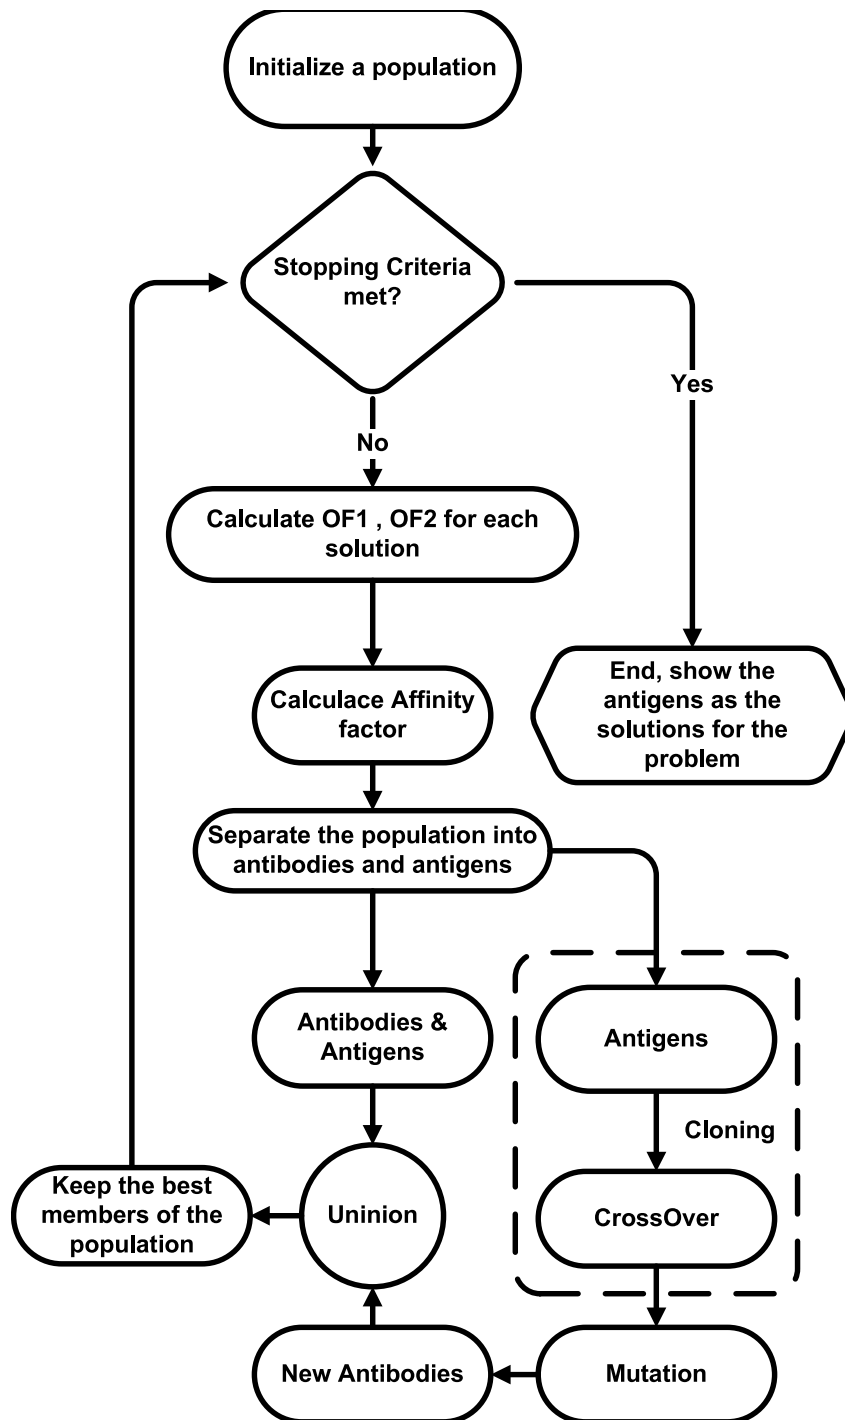 Initialize a population
Stopping Criteria
met?
Yes
No
Calculate OF1 , OF2 for each
solution
End, show the
antigens as the
solutions for the
problem
Calculace Affinity
factor
Separate the population into
antibodies and antigens
Antibodies &
Antigens
Antigens
Cloning
Keep the best
members of the
population
Uninion
CrossOver
New Antibodies
Mutation